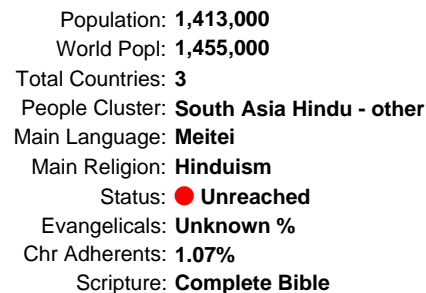 Population: 1,413,000
World Popl: 1,455,000
Total Countries: 3
People Cluster: South Asia Hindu - other
Main Language: Meitei
Main Religion: Hinduism
Status: Unreached
Evangelicals: Unknown %
Chr Adherents: 1.07%
Scripture: Complete Bible